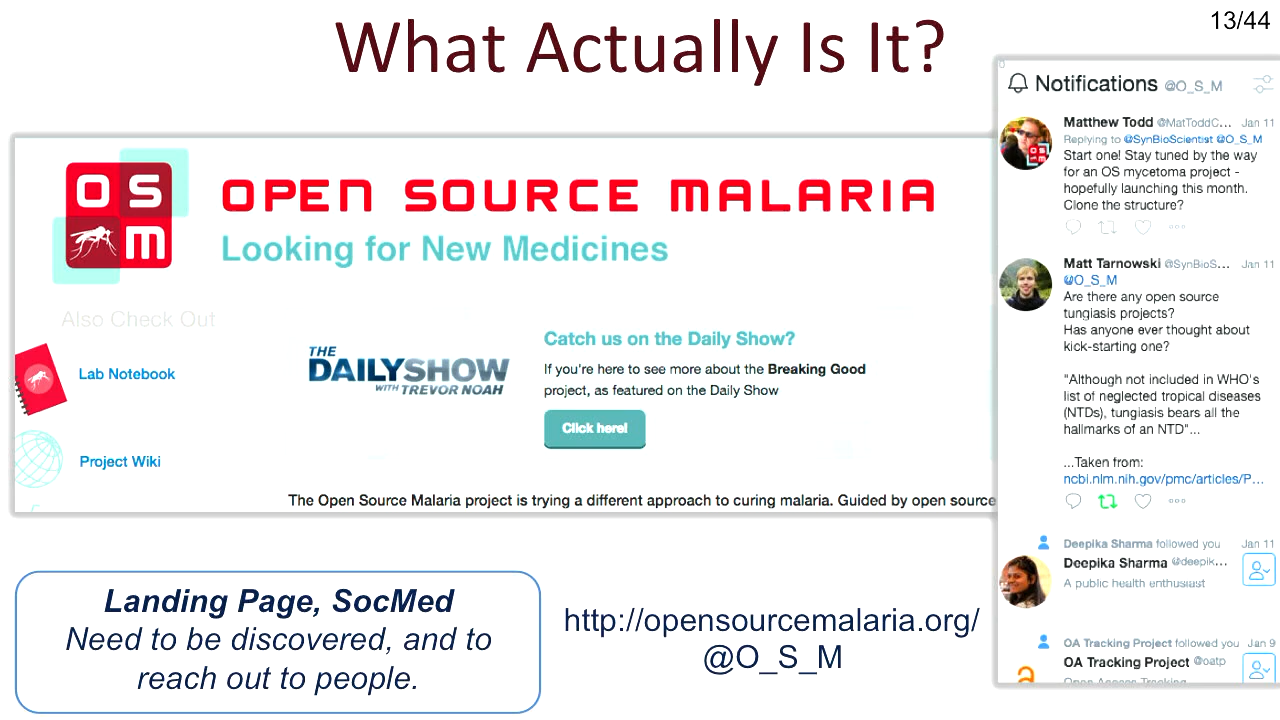 What Actually Is It?
13/44
OSM
OPEN SOURCE MALARIA
Looking for New Medicines
Also Check Out
Lab Notebook
Project Wiki
THE
DAILYSHOW
WITH TREVOR NOAH
Catch us on the Daily Show?
If you're here to see more about the Breaking Good
project, as featured on the Daily Show
Click here!
The Open Source Malaria project is trying a different approach to curing malaria. Guided by open source
Notifications @O_S_M
Matthew Todd @MatToddC... Jan 11
Replying to @SynBioScientist @O_S_M
Start one! Stay tuned by the way
for an OS mycetoma project -
hopefully launching this month.
Clone the structure?
Matt Tarnowski @SynBioS... Jan 11
@O_S_M
Are there any open source
tungiasis projects?
Has anyone ever thought about
kick-starting one?
"Although not included in WHO's
list of neglected tropical diseases
(NTDs), tungiasis bears all the
hallmarks of an NTD"...
...Taken from:
ncbi.nlm.nih.gov/pmc/articles/P...
Deepika Sharma followed you Jan 11
Deepika Sharma @deepik...
A public health enthusiast
OA Tracking Project followed you Jan 9
OA Tracking Project @oatp
Open Access Tracking
Landing Page, SocMed
Need to be discovered, and to
reach out to people.
http://opensourcemalaria.org/
@O_S_M